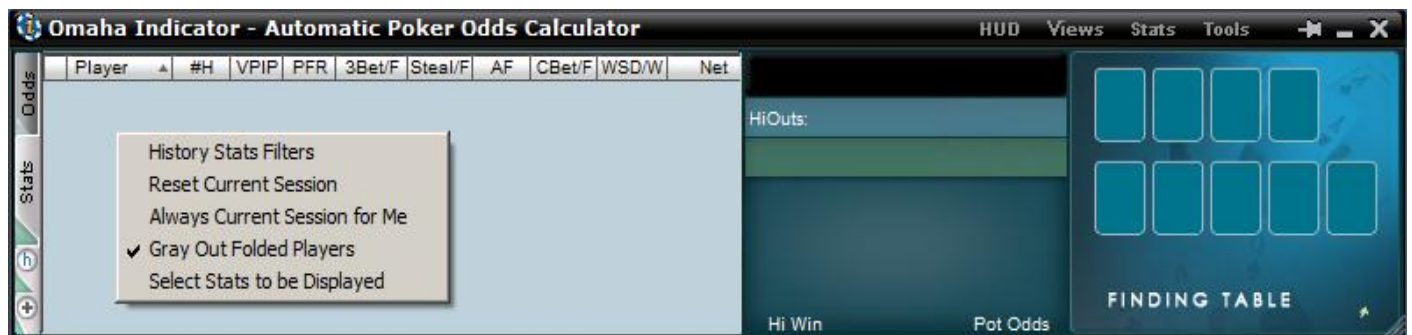 Omaha Indicator - Automatic Poker Odds Calculator HUD Views Stats Tools
Odds
Stats
h
Player #H VPIP PFR 3Bet/F Steal/F AF CBet/F WSD/W Net
History Stats Filters
Reset Current Session
Always Current Session for Me
Gray Out Folded Players
Select Stats to be Displayed
HiOuts:
Hi Win Pot Odds
FINDING TABLE